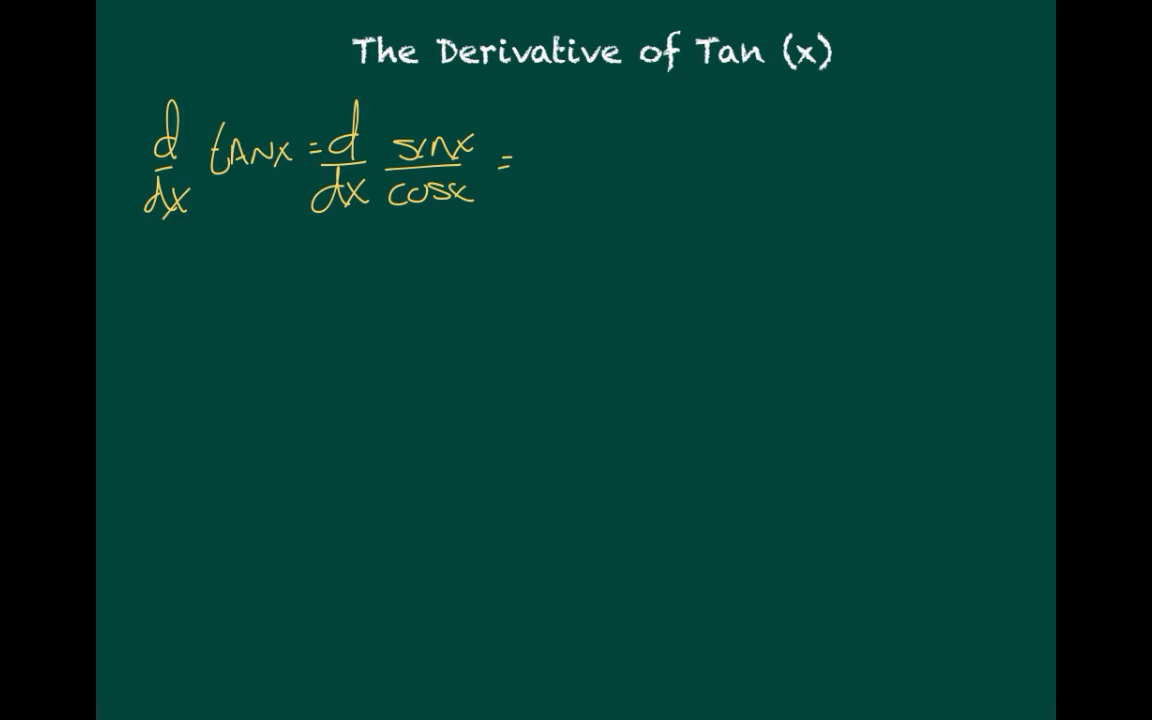 The Derivative of Tan (x)
d/dx tANx = d/dx sinx/cosx =